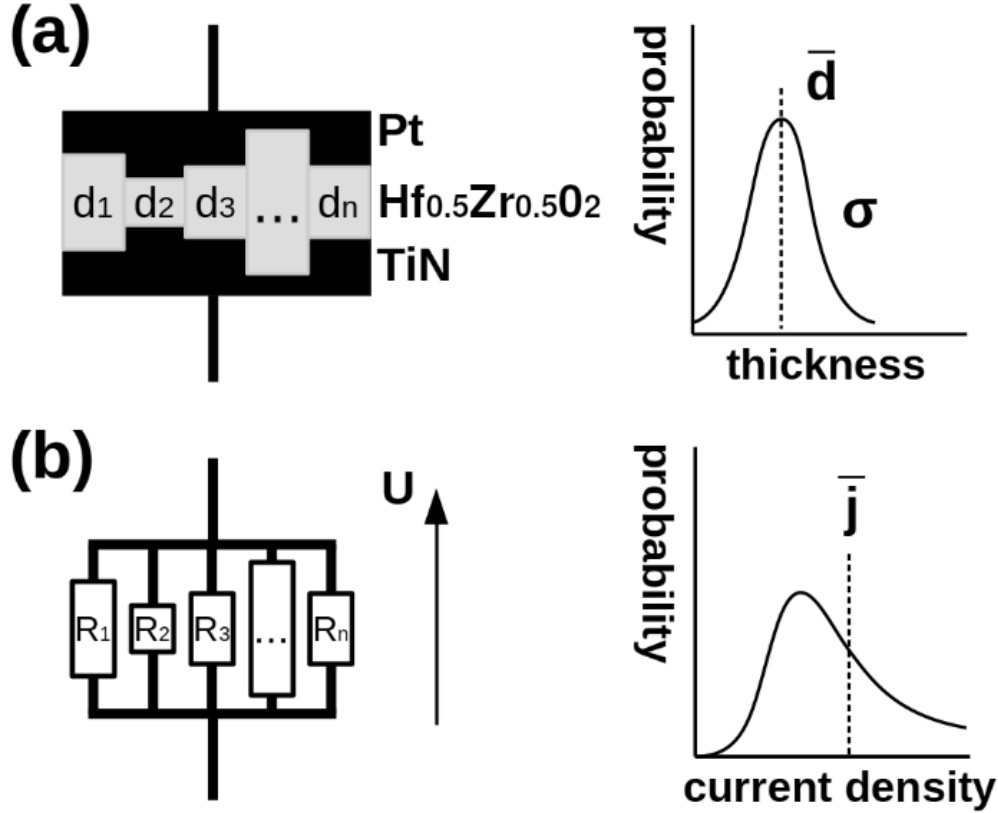 (a)
Pt
d1 d2 d3 ... dn
Hf0.5Zr0.5O2
TiN
probability
d̅
σ
thickness
(b)
U
R1 R2 R3 ... Rn
probability
j̅
current density